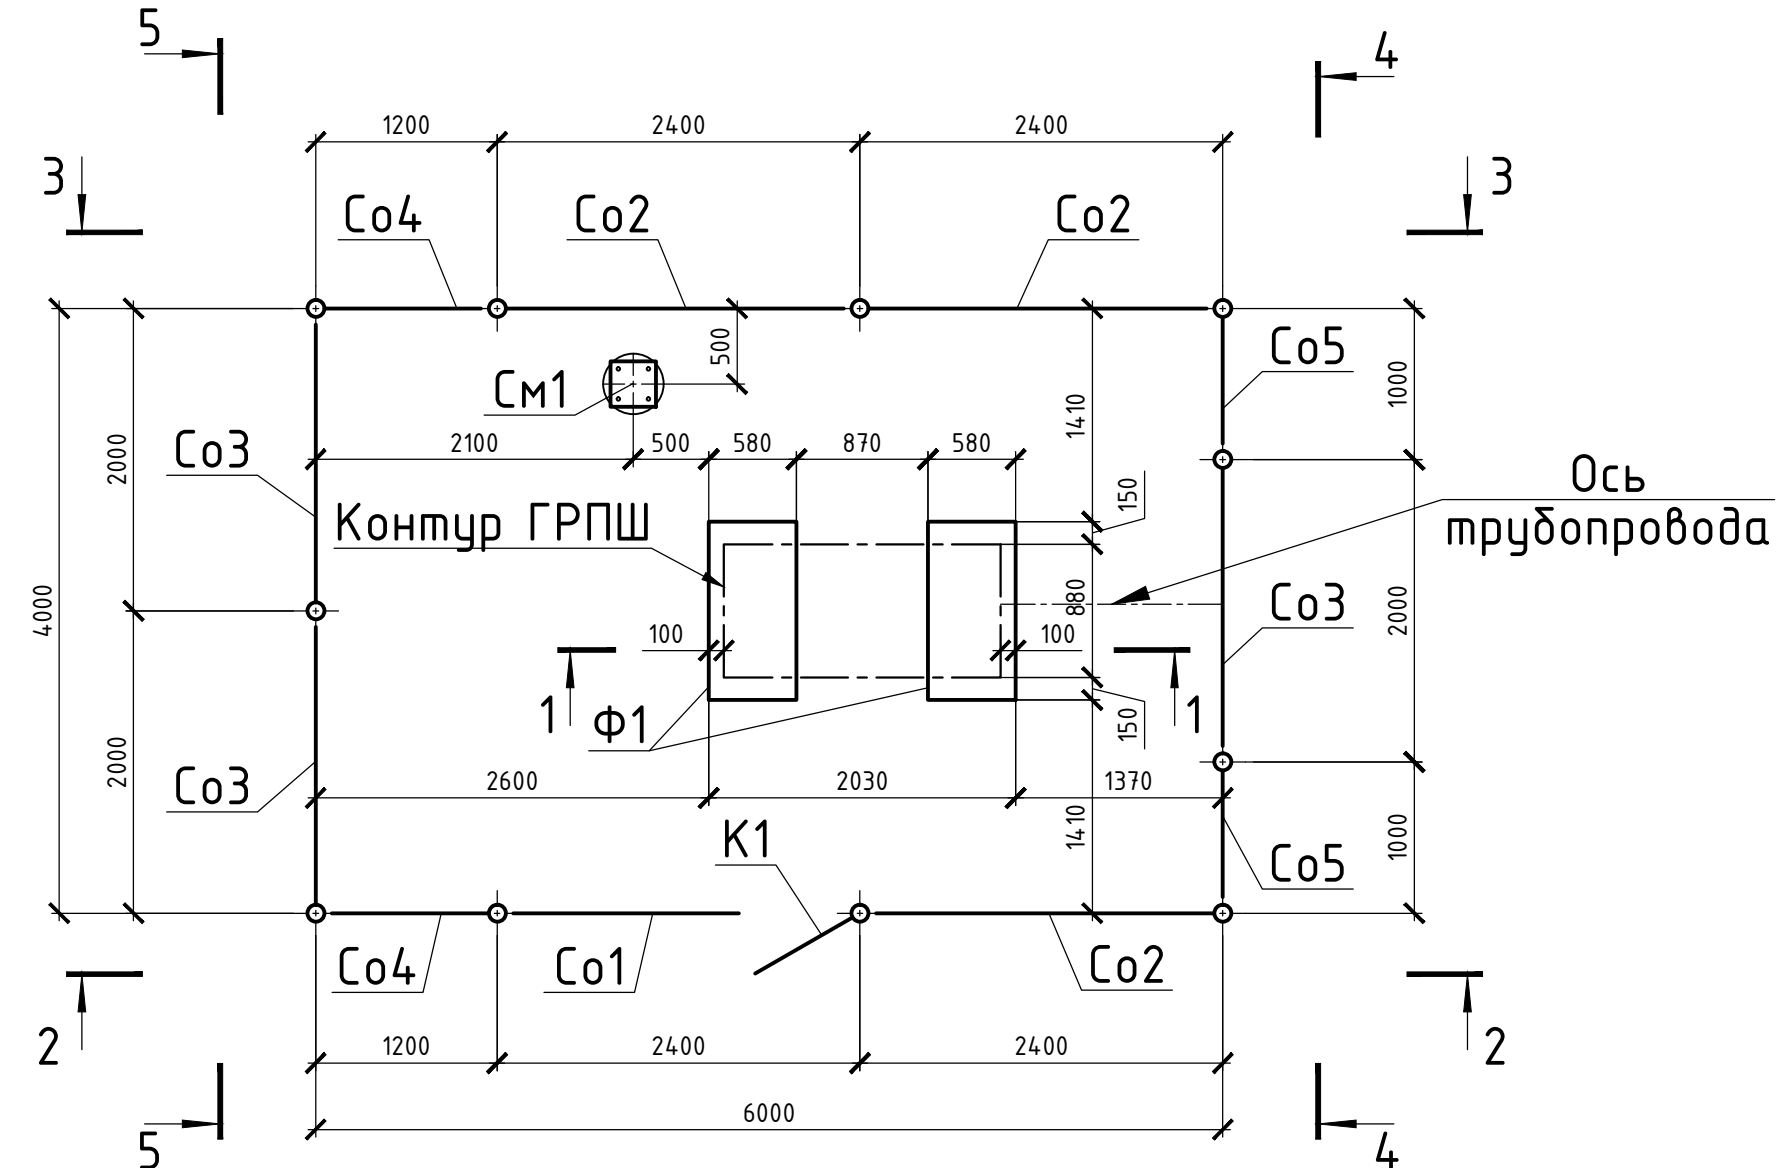 5
4
1200
2400
2400
3
3
Со4
Со2
Со2
500
Со5
1000
См1
1410
2000
Со3
2100
500
580
870
580
150
Ось
трубопровода
Контур ГРПШ
4000
880
Со3
2000
100
100
1
Ф1
1
150
2000
Со3
2600
2030
1370
1410
К1
Со5
1000
Со4
Со1
Со2
2
2
1200
2400
2400
6000
5
4